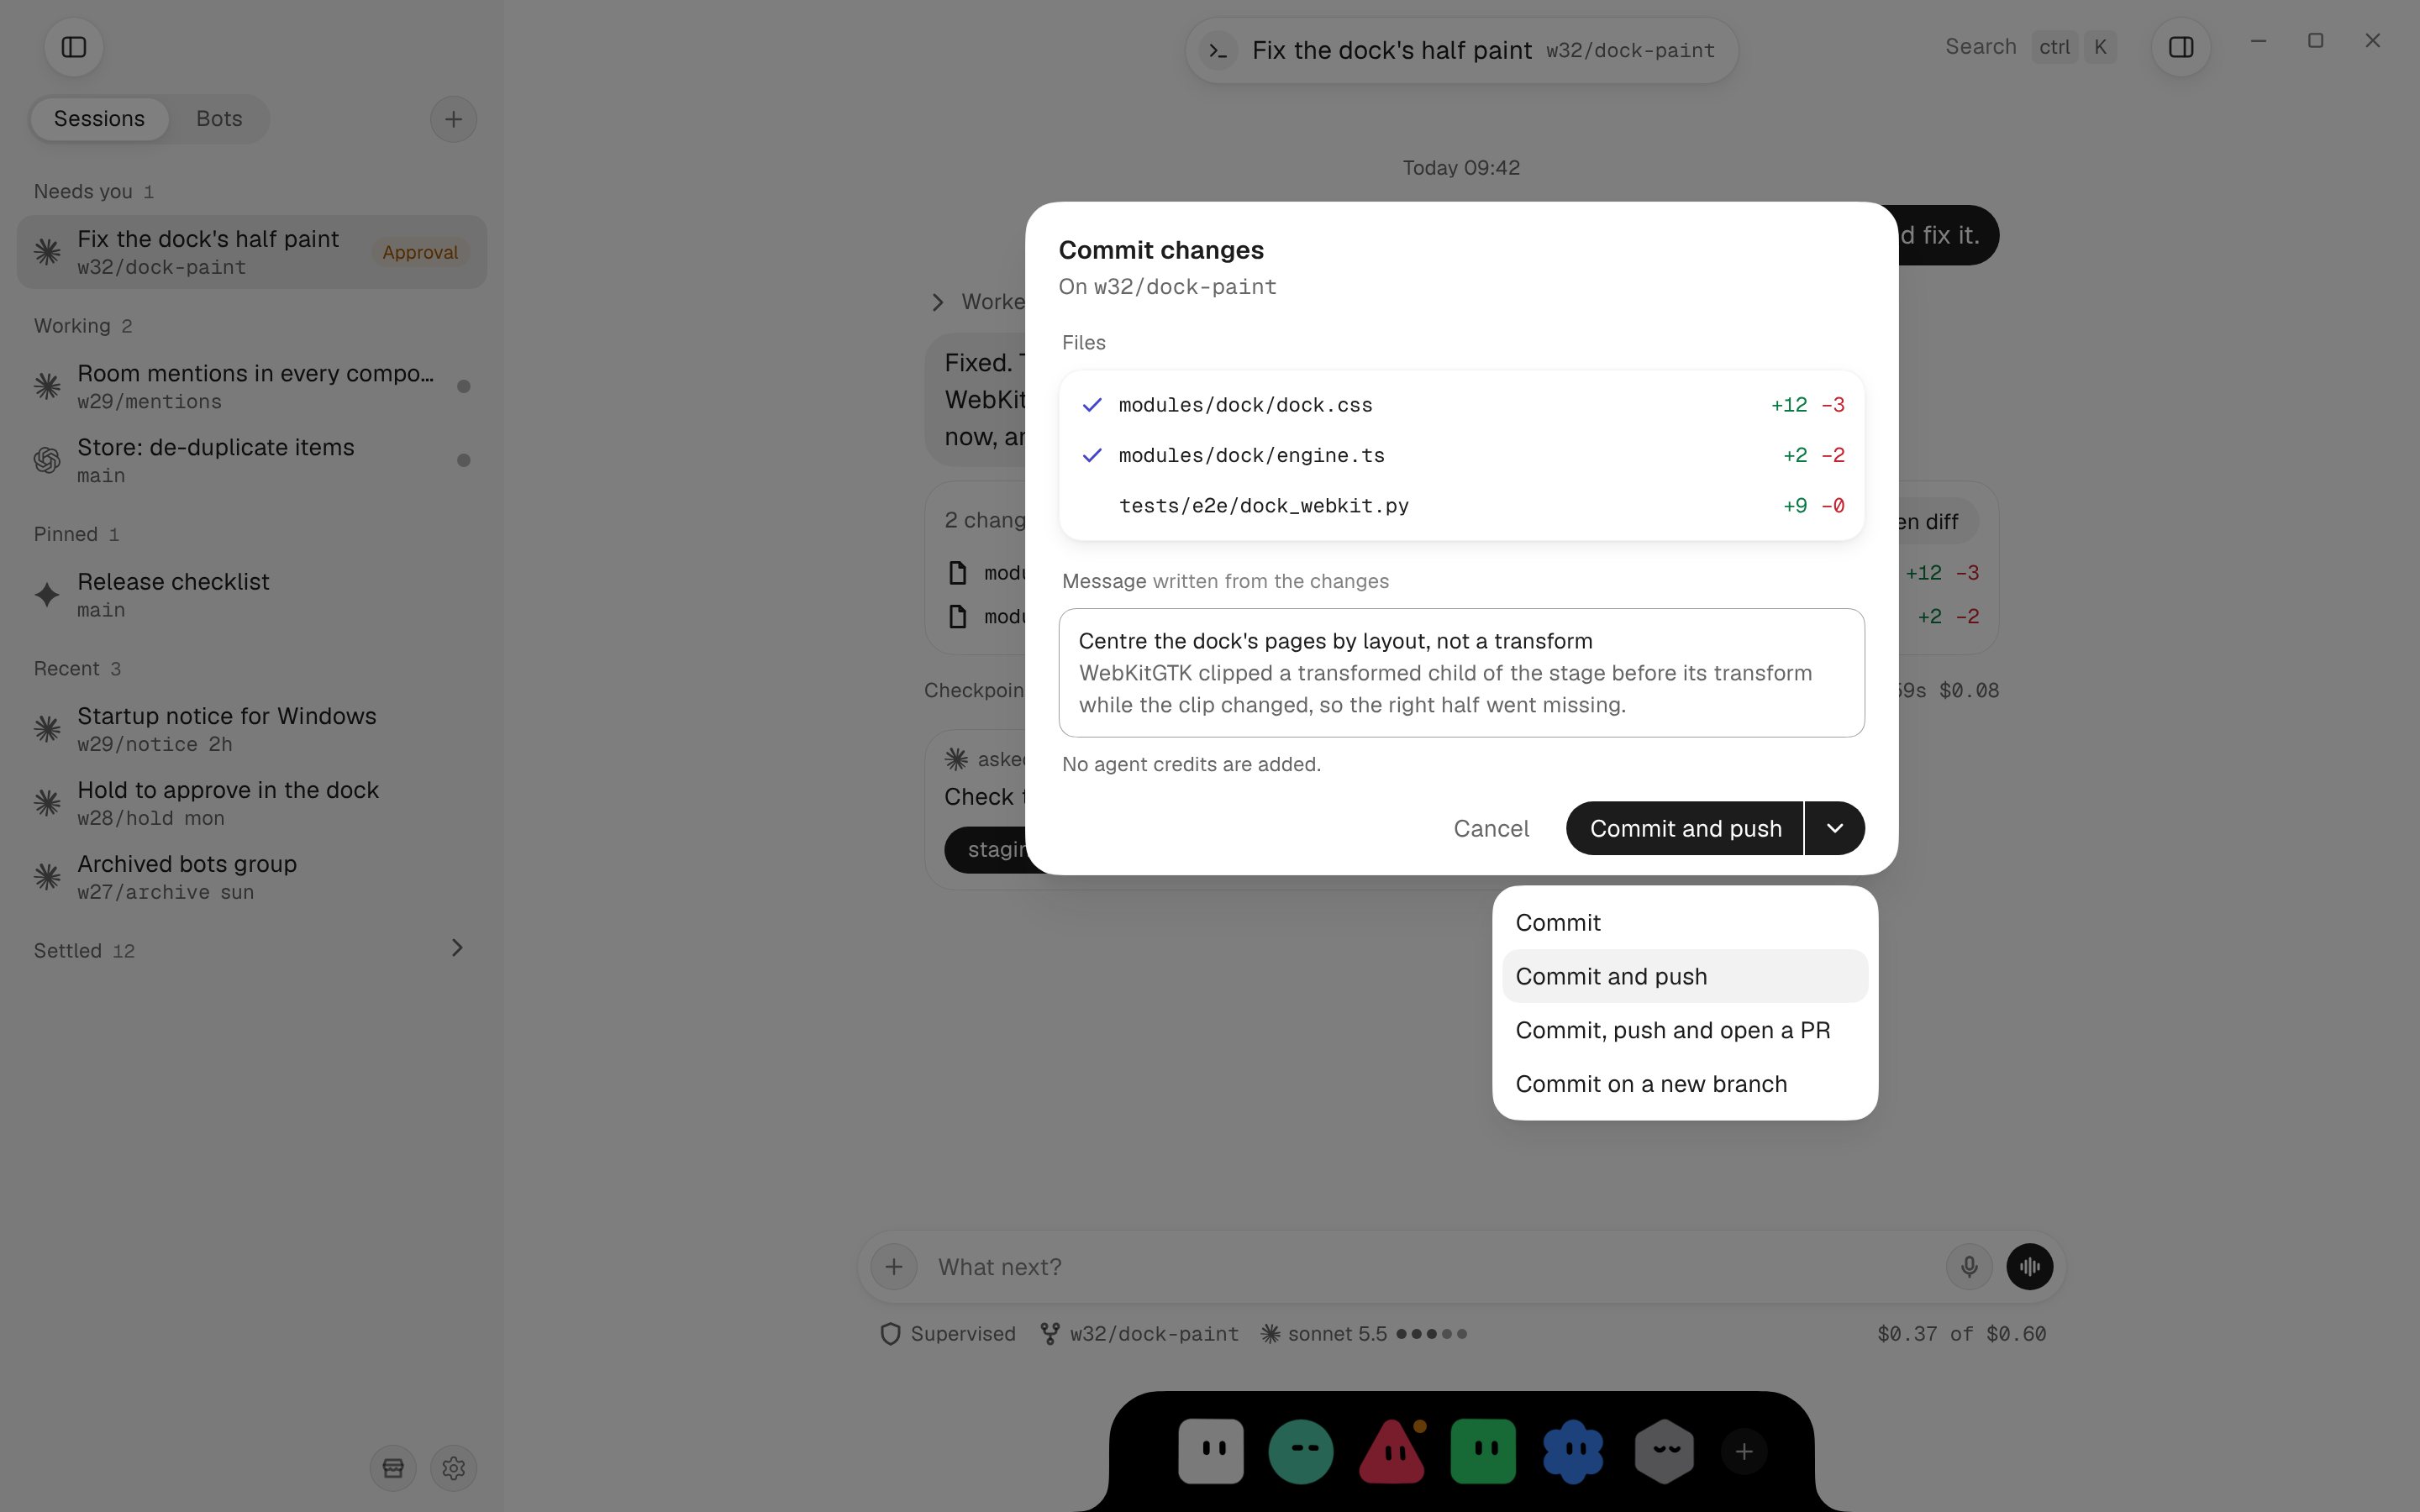 Fix the dock's half paint w32/dock-paint
Search ctrl K
Sessions Bots
Needs you 1
Fix the dock's half paint
w32/dock-paint
Approval
Working 2
Room mentions in every compo…
w29/mentions
Store: de-duplicate items
main
Pinned 1
Release checklist
main
Recent 3
Startup notice for Windows
w29/notice 2h
Hold to approve in the dock
w28/hold mon
Archived bots group
w27/archive sun
Settled 12
Today 09:42
d fix it.
Worke
Fixed.
WebKit
now, ar
2 chang
en diff
modu
+12 −3
modu
+2 −2
Checkpoin
59s $0.08
aske
Check t
stagin
Commit changes
On w32/dock-paint
Files
modules/dock/dock.css +12 −3
modules/dock/engine.ts +2 −2
tests/e2e/dock_webkit.py +9 −0
Message written from the changes
Centre the dock's pages by layout, not a transform
WebKitGTK clipped a transformed child of the stage before its transform
while the clip changed, so the right half went missing.
No agent credits are added.
Cancel Commit and push
Commit
Commit and push
Commit, push and open a PR
Commit on a new branch
What next?
Supervised w32/dock-paint sonnet 5.5 $0.37 of $0.60